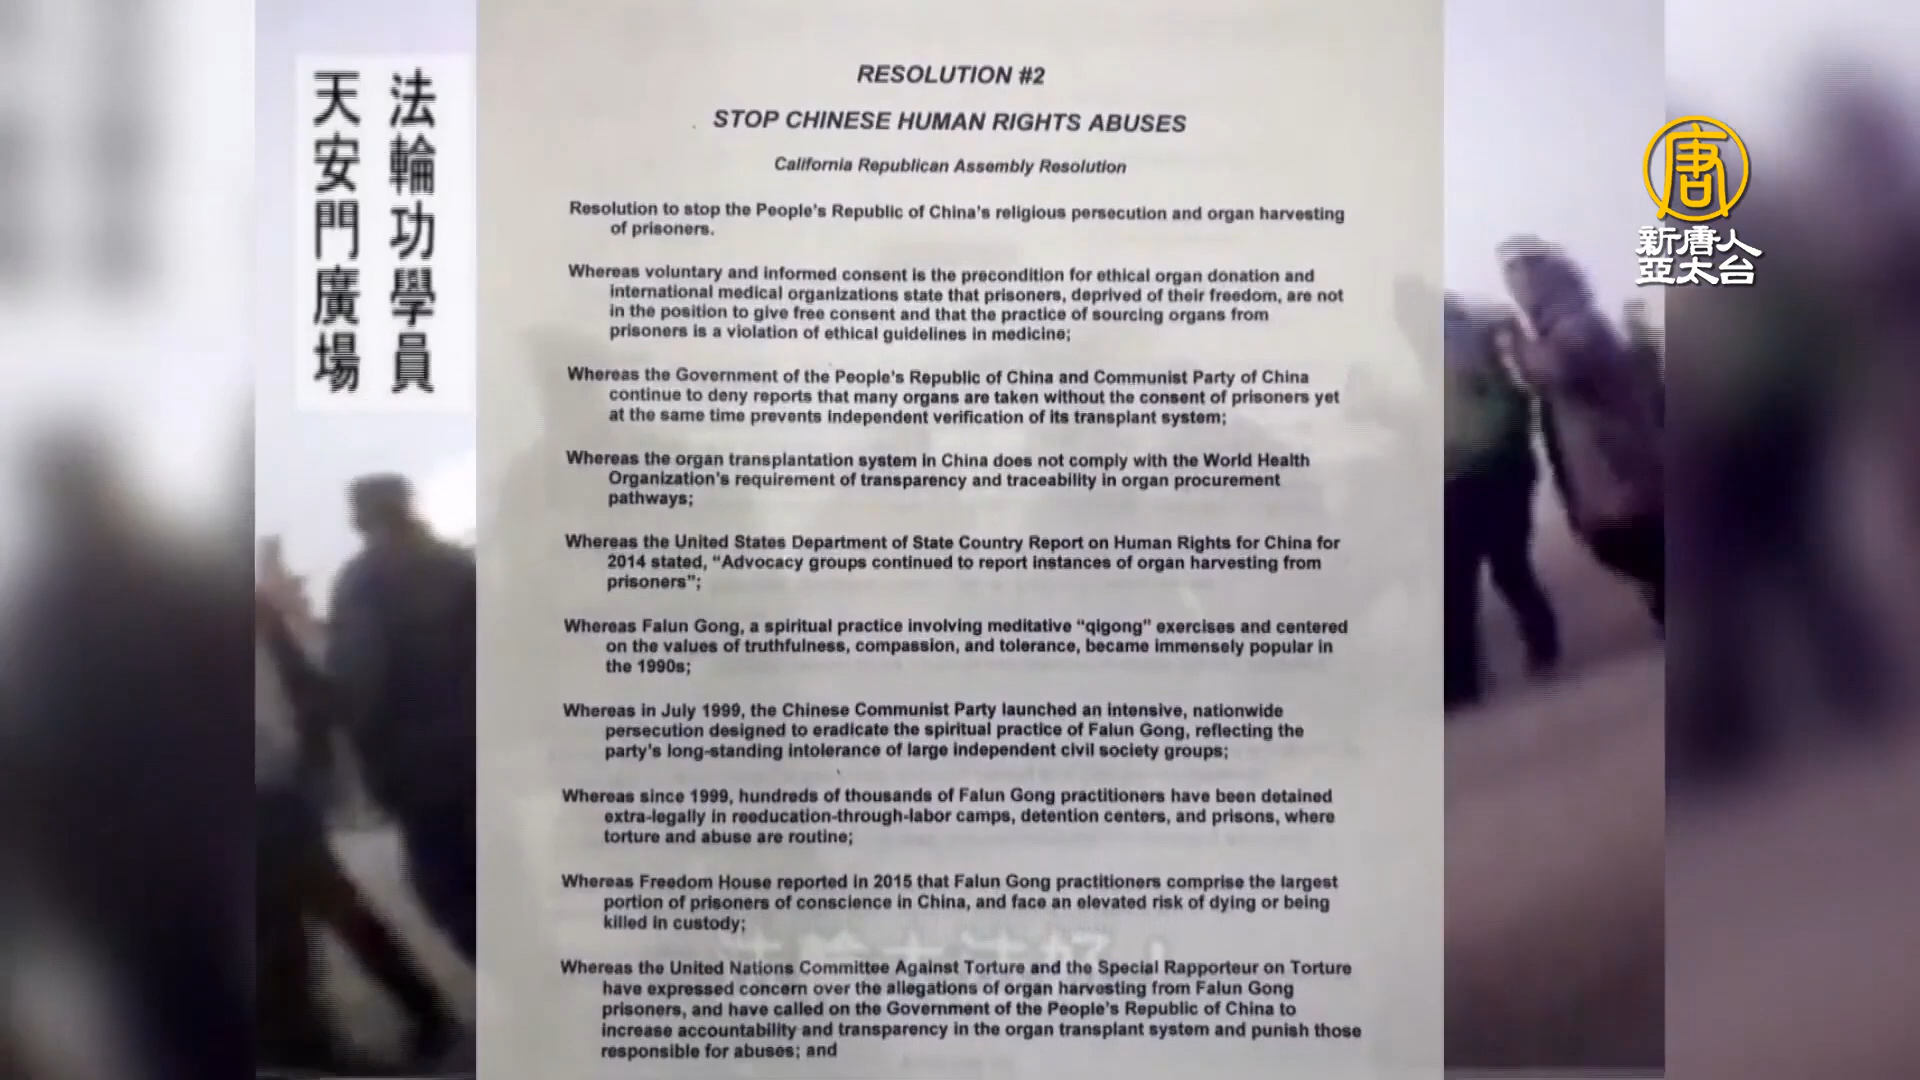 法輪功學員
天安門廣場
RESOLUTION #2
STOP CHINESE HUMAN RIGHTS ABUSES
California Republican Assembly Resolution
Resolution to stop the People's Republic of China's religious persecution and organ harvesting
of prisoners.
Whereas voluntary and informed consent is the precondition for ethical organ donation and
international medical organizations state that prisoners, deprived of their freedom, are not
in the position to give free consent and that the practice of sourcing organs from
prisoners is a violation of ethical guidelines in medicine;
Whereas the Government of the People's Republic of China and Communist Party of China
continue to deny reports that many organs are taken without the consent of prisoners yet
at the same time prevents independent verification of its transplant system;
Whereas the organ transplantation system in China does not comply with the World Health
Organization's requirement of transparency and traceability in organ procurement
pathways;
Whereas the United States Department of State Country Report on Human Rights for China for
2014 stated, "Advocacy groups continued to report instances of organ harvesting from
prisoners";
Whereas Falun Gong, a spiritual practice involving meditative "qigong" exercises and centered
on the values of truthfulness, compassion, and tolerance, became immensely popular in
the 1990s;
Whereas in July 1999, the Chinese Communist Party launched an intensive, nationwide
persecution designed to eradicate the spiritual practice of Falun Gong, reflecting the
party's long-standing intolerance of large independent civil society groups;
Whereas since 1999, hundreds of thousands of Falun Gong practitioners have been detained
extra-legally in reeducation-through-labor camps, detention centers, and prisons, where
torture and abuse are routine;
Whereas Freedom House reported in 2015 that Falun Gong practitioners comprise the largest
portion of prisoners of conscience in China, and face an elevated risk of dying or being
killed in custody;
Whereas the United Nations Committee Against Torture and the Special Rapporteur on Torture
have expressed concern over the allegations of organ harvesting from Falun Gong
prisoners, and have called on the Government of the People's Republic of China to
increase accountability and transparency in the organ transplant system and punish those
responsible for abuses; and
唐
新唐人
亞太台